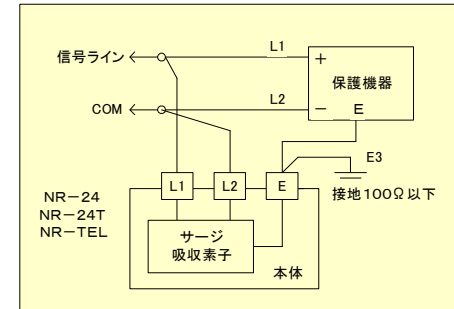 信号ライン
L1
+
保護機器
COM
L2
−
E
E3
接地100Ω以下
L1
L2
E
NR−24
NR−24T
NR−TEL
サージ
吸収素子
本体